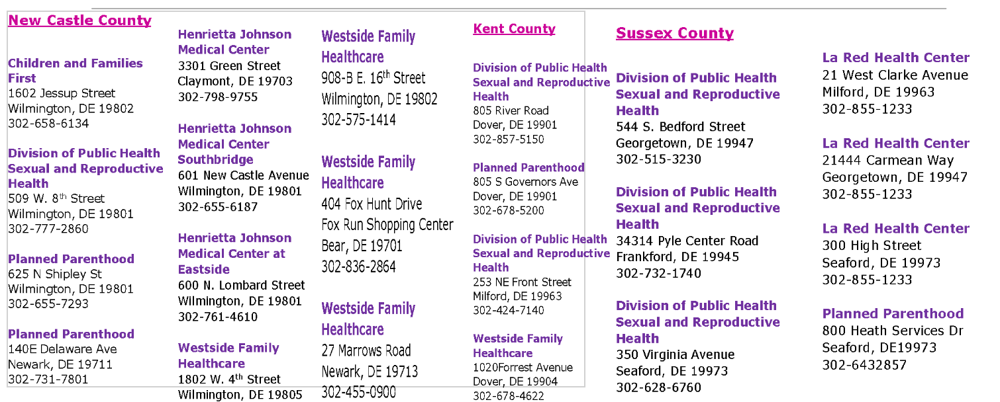 New Castle County
Children and Families
First
1602 Jessup Street
Wilmington, DE 19802
302-658-6134
Division of Public Health
Sexual and Reproductive
Health
509 W. 8th Street
Wilmington, DE 19801
302-777-2860
Planned Parenthood
625 N Shipley St
Wilmington, DE 19801
302-655-7293
Planned Parenthood
140E Delaware Ave
Newark, DE 19711
302-731-7801
Henrietta Johnson
Medical Center
3301 Green Street
Claymont, DE 19703
302-798-9755
Henrietta Johnson
Medical Center
Southbridge
601 New Castle Avenue
Wilmington, DE 19801
302-655-6187
Henrietta Johnson
Medical Center at
Eastside
600 N. Lombard Street
Wilmington, DE 19801
302-761-4610
Westside Family
Healthcare
1802 W. 4th Street
Wilmington, DE 19805
Westside Family
Healthcare
908-B E. 16th Street
Wilmington, DE 19802
302-575-1414
Westside Family
Healthcare
404 Fox Hunt Drive
Fox Run Shopping Center
Bear, DE 19701
302-836-2864
Westside Family
Healthcare
27 Marrows Road
Newark, DE 19713
302-455-0900
Kent County
Division of Public Health
Sexual and Reproductive
Health
805 River Road
Dover, DE 19901
302-857-5150
Planned Parenthood
805 S Governors Ave
Dover, DE 19901
302-678-5200
Division of Public Health
Sexual and Reproductive
Health
253 NE Front Street
Milford, DE 19963
302-424-7140
Westside Family
Healthcare
1020Forrest Avenue
Dover, DE 19904
302-678-4622
Sussex County
Division of Public Health
Sexual and Reproductive
Health
544 S. Bedford Street
Georgetown, DE 19947
302-515-3230
Division of Public Health
Sexual and Reproductive
Health
34314 Pyle Center Road
Frankford, DE 19945
302-732-1740
Division of Public Health
Sexual and Reproductive
Health
350 Virginia Avenue
Seaford, DE 19973
302-628-6760
La Red Health Center
21 West Clarke Avenue
Milford, DE 19963
302-855-1233
La Red Health Center
21444 Carmean Way
Georgetown, DE 19947
302-855-1233
La Red Health Center
300 High Street
Seaford, DE 19973
302-855-1233
Planned Parenthood
800 Heath Services Dr
Seaford, DE19973
302-6432857